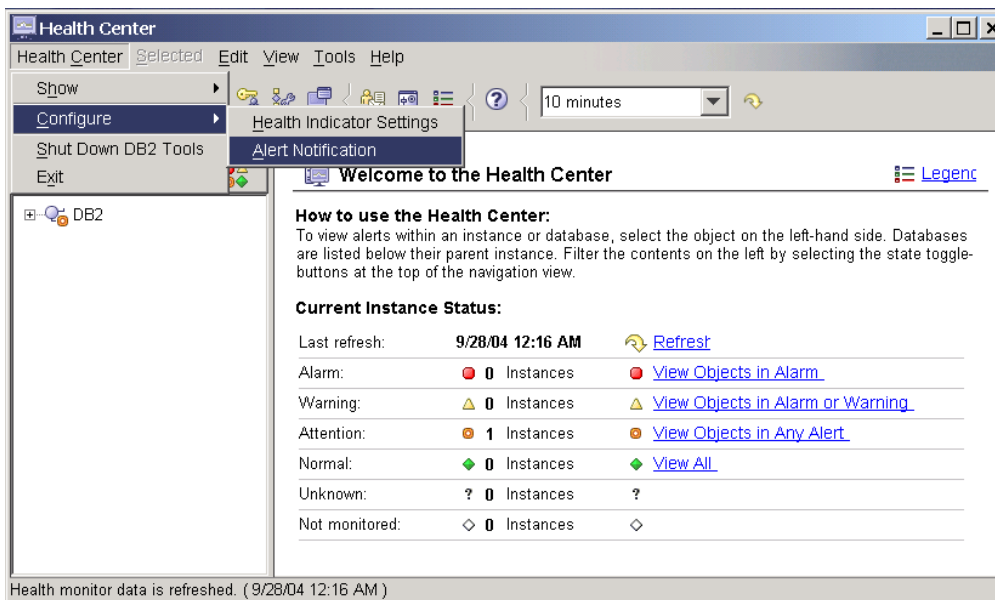 Health Center
Health Center Selected Edit View Tools Help
Show
10 minutes
Configure
Health Indicator Settings
Shut Down DB2 Tools
Alert Notification
Exit
Welcome to the Health Center
Legend
DB2
How to use the Health Center:
To view alerts within an instance or database, select the object on the left-hand side. Databases
are listed below their parent instance. Filter the contents on the left by selecting the state toggle-
buttons at the top of the navigation view.
Current Instance Status:
Last refresh: 9/28/04 12:16 AM Refresh
Alarm: 0 Instances View Objects in Alarm
Warning: 0 Instances View Objects in Alarm or Warning
Attention: 1 Instances View Objects in Any Alert
Normal: 0 Instances View All
Unknown: ? 0 Instances ?
Not monitored: 0 Instances
Health monitor data is refreshed. ( 9/28/04 12:16 AM )